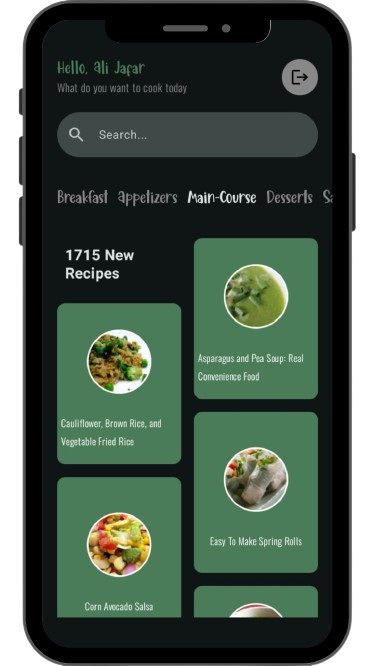 Hello, Ali Jafar
What do you want to cook today
Search...
Breakfast Appetizers Main-Course Desserts Sa
1715 New
Recipes
Asparagus and Pea Soup: Real
Convenience Food
Cauliflower, Brown Rice, and
Vegetable Fried Rice
Easy To Make Spring Rolls
Corn Avocado Salsa